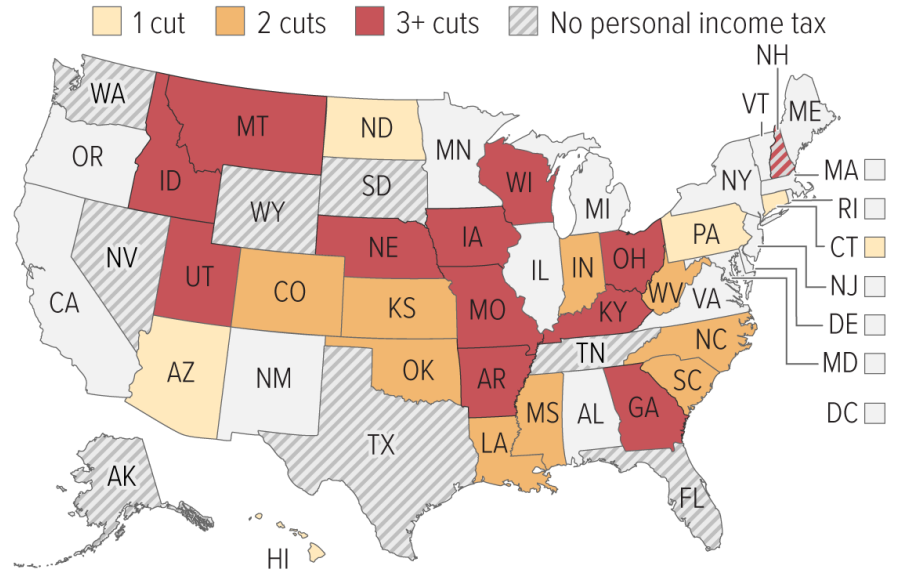 1 cut 2 cuts 3+ cuts No personal income tax
NH
WA
VT
ME
MT
ND
OR
MN
ID
WI
NY
MA
SD
WY
MI
RI
IA
PA
NE
CT
NV
OH
UT
IL
IN
CO
NJ
WV
VA
CA
KS
MO
KY
DE
NC
TN
MD
AZ
OK
NM
AR
SC
MS
AL
GA
DC
TX
LA
AK
FL
HI